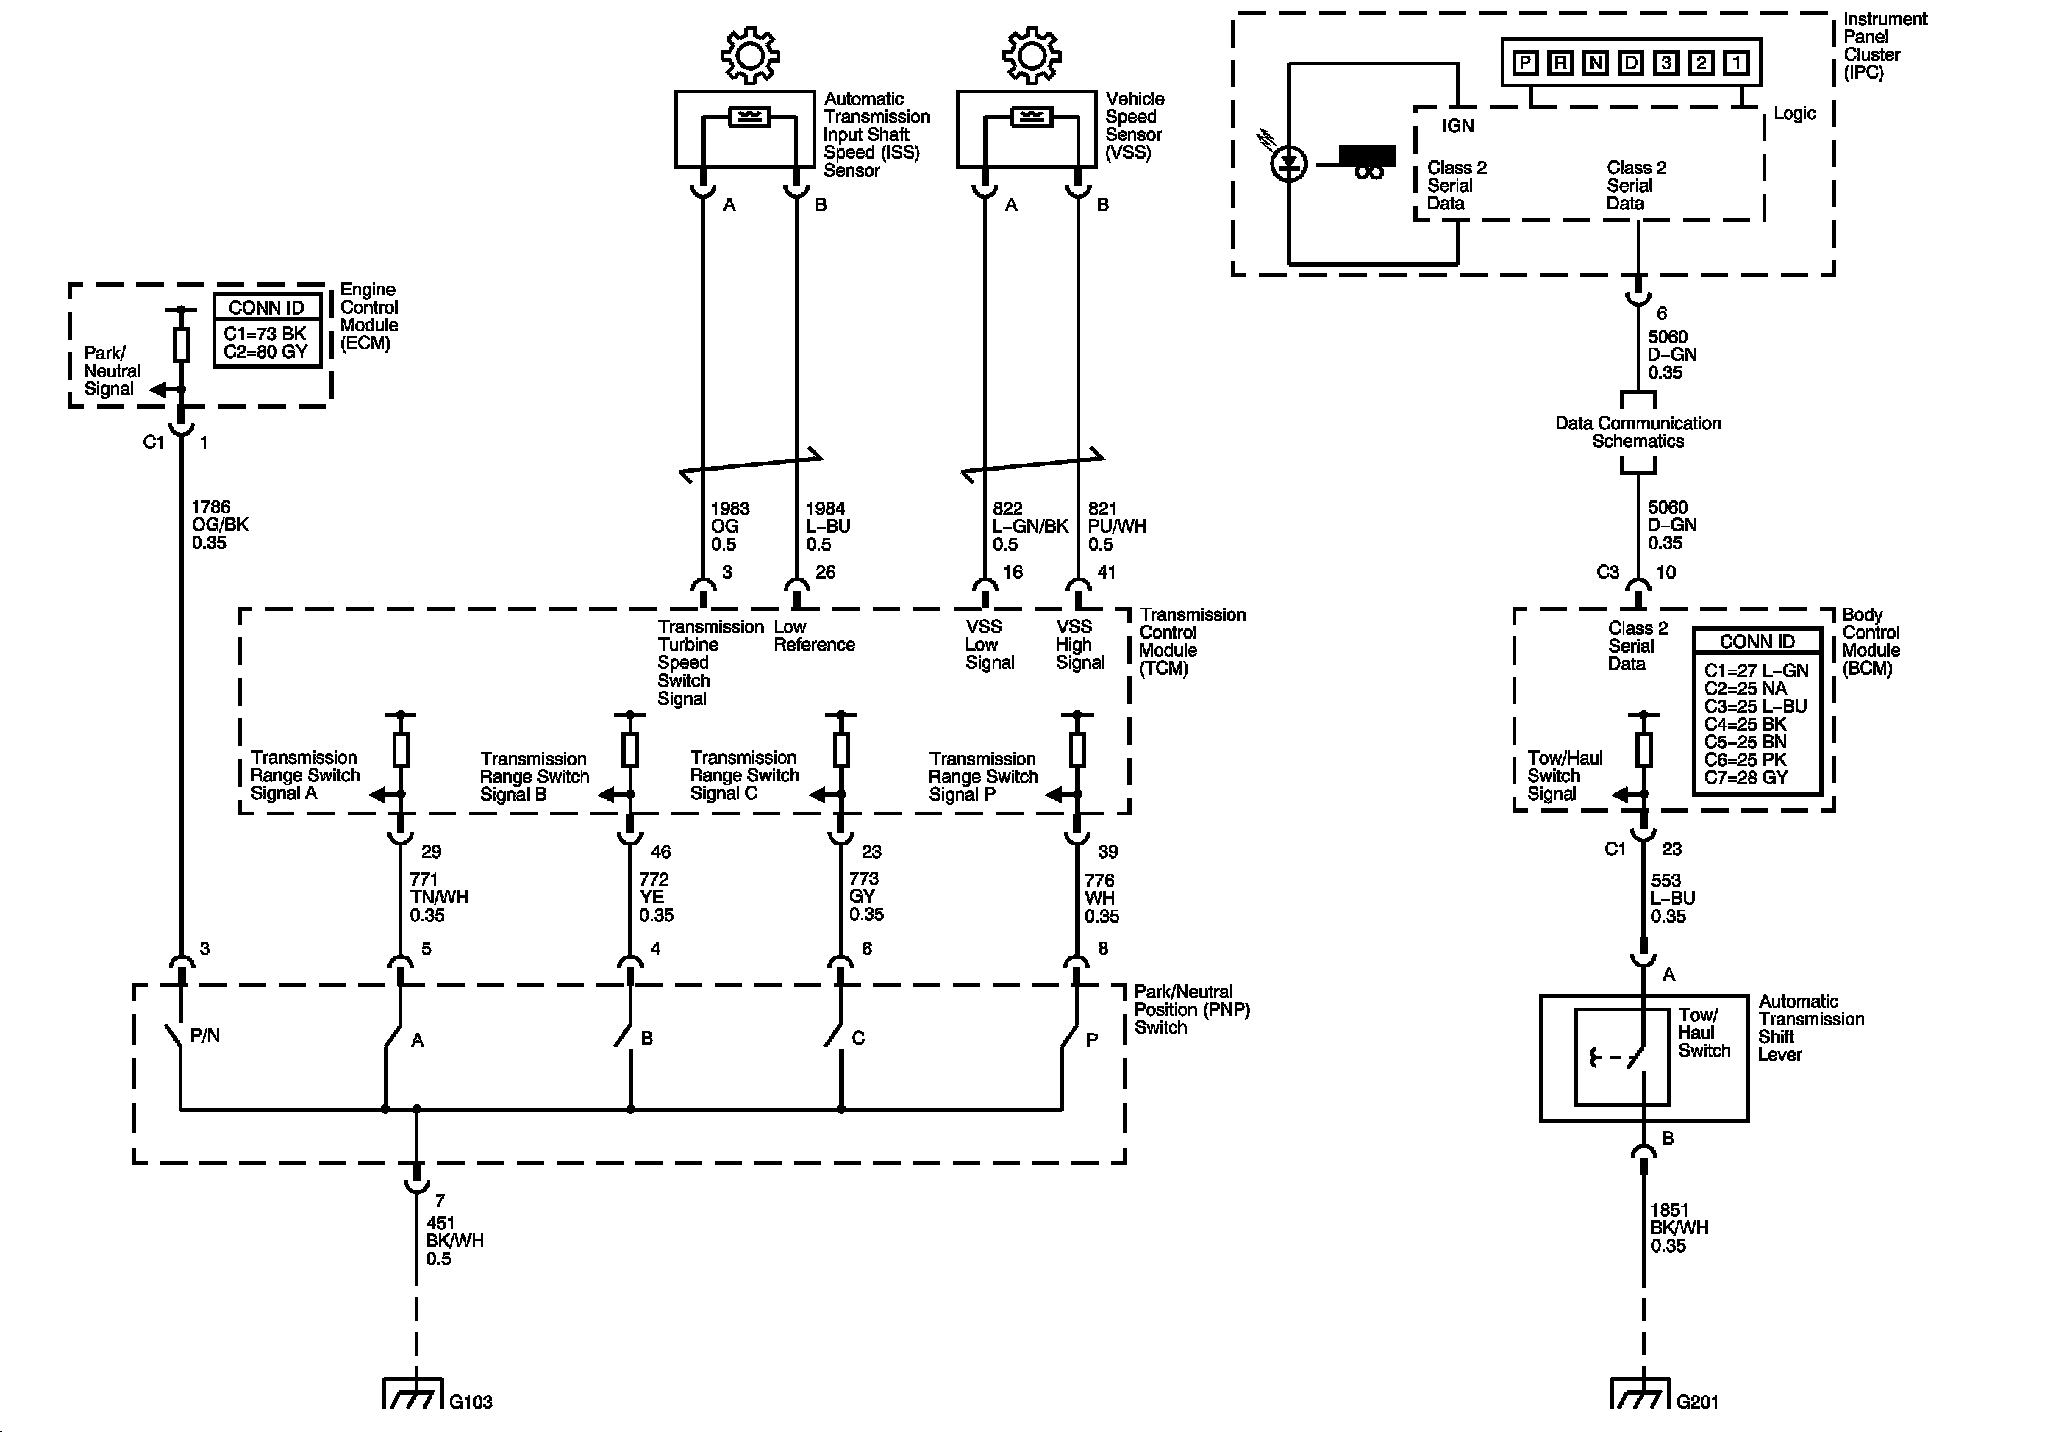 Automatic
Transmission
Input Shaft
Speed (ISS)
Sensor
A
B
Vehicle
Speed
Sensor
(VSS)
A
B
Instrument
Panel
Cluster
(IPC)
P R N D 3 2 1
Logic
IGN
Class 2
Serial
Data
Class 2
Serial
Data
6
5060
D-GN
0.35
Data Communication
Schematics
5060
D-GN
0.35
C3 10
Engine
Control
Module
(ECM)
CONN ID
C1=73 BK
C2=80 GY
Park/
Neutral
Signal
C1 1
1786
OG/BK
0.35
1983
OG
0.5
3
1984
L-BU
0.5
26
822
L-GN/BK
0.5
16
821
PU/WH
0.5
41
Transmission
Turbine
Speed
Switch
Signal
Low
Reference
VSS
Low
Signal
VSS
High
Signal
Transmission
Control
Module
(TCM)
Transmission
Range Switch
Signal A
Transmission
Range Switch
Signal B
Transmission
Range Switch
Signal C
Transmission
Range Switch
Signal P
29
771
TN/WH
0.35
5
46
772
YE
0.35
4
23
773
GY
0.35
6
39
776
WH
0.35
8
3
P/N
A
B
C
P
Park/Neutral
Position (PNP)
Switch
7
451
BK/WH
0.5
G103
Class 2
Serial
Data
CONN ID
C1=27 L-GN
C2=25 NA
C3=25 L-BU
C4=25 BK
C5-25 BN
C6=25 PK
C7=28 GY
Body
Control
Module
(BCM)
Tow/Haul
Switch
Signal
C1 23
553
L-BU
0.35
A
Tow/
Haul
Switch
Automatic
Transmission
Shift
Lever
B
1851
BK/WH
0.35
G201